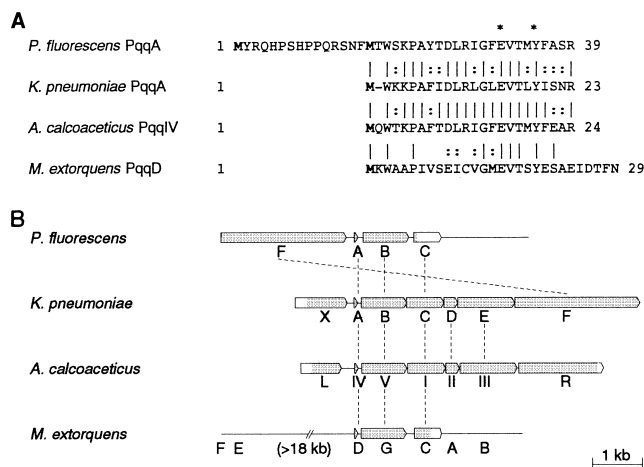 A
* *
P. fluorescens PqqA 1 MYRQHPSHPPQRSNFMTWSKPAYTDLRIGFEVTMYFASR 39
| |:||::||||:|:|||:||::|
K. pneumoniae PqqA 1 M-WKKPAFIDLRLGLEVTLYISNR 23
| |:|||:|||:|:|||:|:::|
A. calcoaceticus PqqIV 1 MQWTKPAFTDLRIGFEVTMYFEAR 24
| | | :: :|:||| | |
M. extorquens PqqD 1 MKWAAPIVSEICVGMEVTSYESAEIDTFN 29
B
P. fluorescens
F A B C
K. pneumoniae
X A B C D E F
A. calcoaceticus
L IV V I II III R
M. extorquens
F E // (>18 kb) D G C A B
1 kb